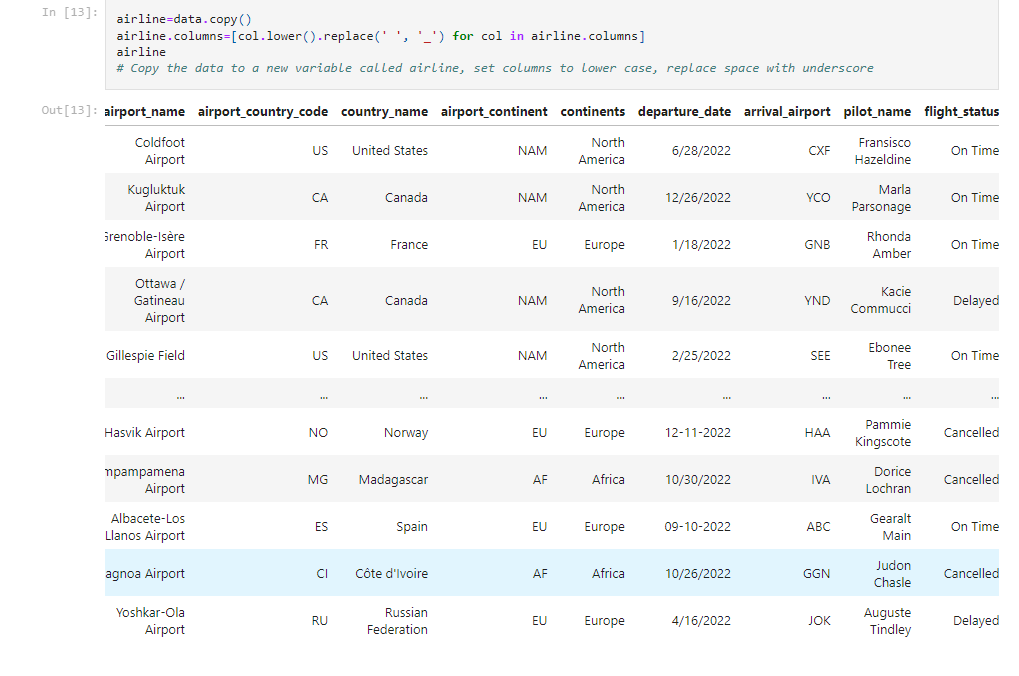 In [13]:
airline=data.copy()
airline.columns=[col.lower().replace(' ', '_') for col in airline.columns]
airline
# Copy the data to a new variable called airline, set columns to lower case, replace space with underscore
Out[13]:
airport_name airport_country_code country_name airport_continent continents departure_date arrival_airport pilot_name flight_status
Coldfoot Airport US United States NAM North America 6/28/2022 CXF Fransisco Hazeldine On Time
Kugluktuk Airport CA Canada NAM North America 12/26/2022 YCO Marla Parsonage On Time
Grenoble-Isère Airport FR France EU Europe 1/18/2022 GNB Rhonda Amber On Time
Ottawa / Gatineau Airport CA Canada NAM North America 9/16/2022 YND Kacie Commucci Delayed
Gillespie Field US United States NAM North America 2/25/2022 SEE Ebonee Tree On Time
... ... ... ... ... ... ... ... ...
Hasvik Airport NO Norway EU Europe 12-11-2022 HAA Pammie Kingscote Cancelled
mpampamena Airport MG Madagascar AF Africa 10/30/2022 IVA Dorice Lochran Cancelled
Albacete-Los Llanos Airport ES Spain EU Europe 09-10-2022 ABC Gearalt Main On Time
agnoa Airport CI Côte d'Ivoire AF Africa 10/26/2022 GGN Judon Chasle Cancelled
Yoshkar-Ola Airport RU Russian Federation EU Europe 4/16/2022 JOK Auguste Tindley Delayed